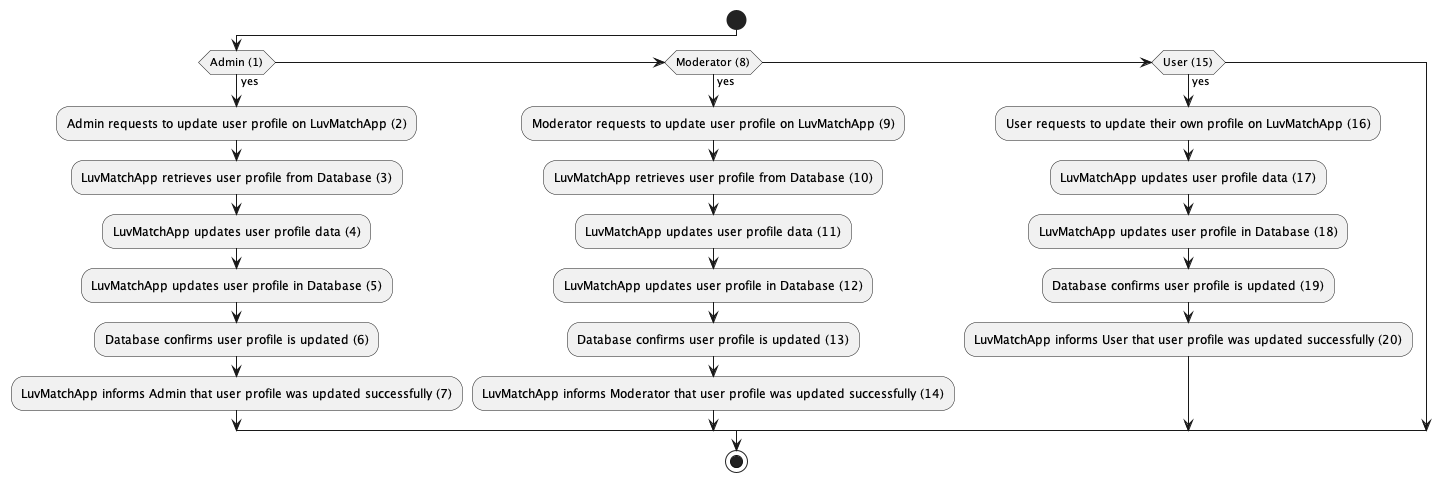 Admin (1)
yes
Admin requests to update user profile on LuvMatchApp (2)
LuvMatchApp retrieves user profile from Database (3)
LuvMatchApp updates user profile data (4)
LuvMatchApp updates user profile in Database (5)
Database confirms user profile is updated (6)
LuvMatchApp informs Admin that user profile was updated successfully (7)
Moderator (8)
yes
Moderator requests to update user profile on LuvMatchApp (9)
LuvMatchApp retrieves user profile from Database (10)
LuvMatchApp updates user profile data (11)
LuvMatchApp updates user profile in Database (12)
Database confirms user profile is updated (13)
LuvMatchApp informs Moderator that user profile was updated successfully (14)
User (15)
yes
User requests to update their own profile on LuvMatchApp (16)
LuvMatchApp updates user profile data (17)
LuvMatchApp updates user profile in Database (18)
Database confirms user profile is updated (19)
LuvMatchApp informs User that user profile was updated successfully (20)